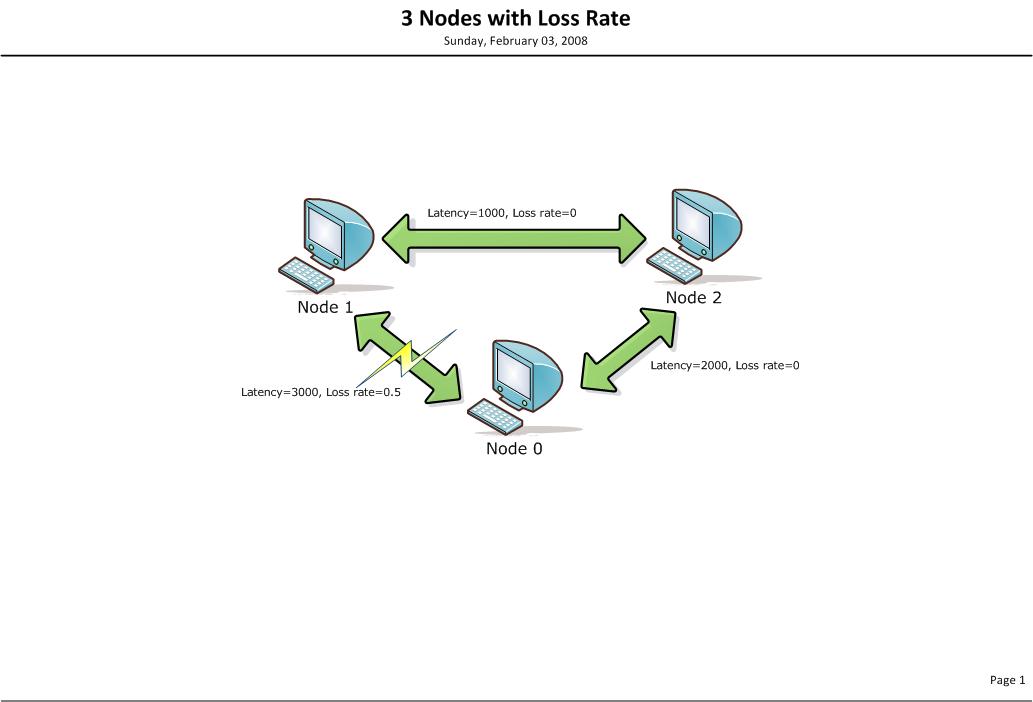 3 Nodes with Loss Rate
Sunday, February 03, 2008
Latency=1000, Loss rate=0
Node 1
Node 2
Latency=2000, Loss rate=0
Latency=3000, Loss rate=0.5
Node 0
Page 1